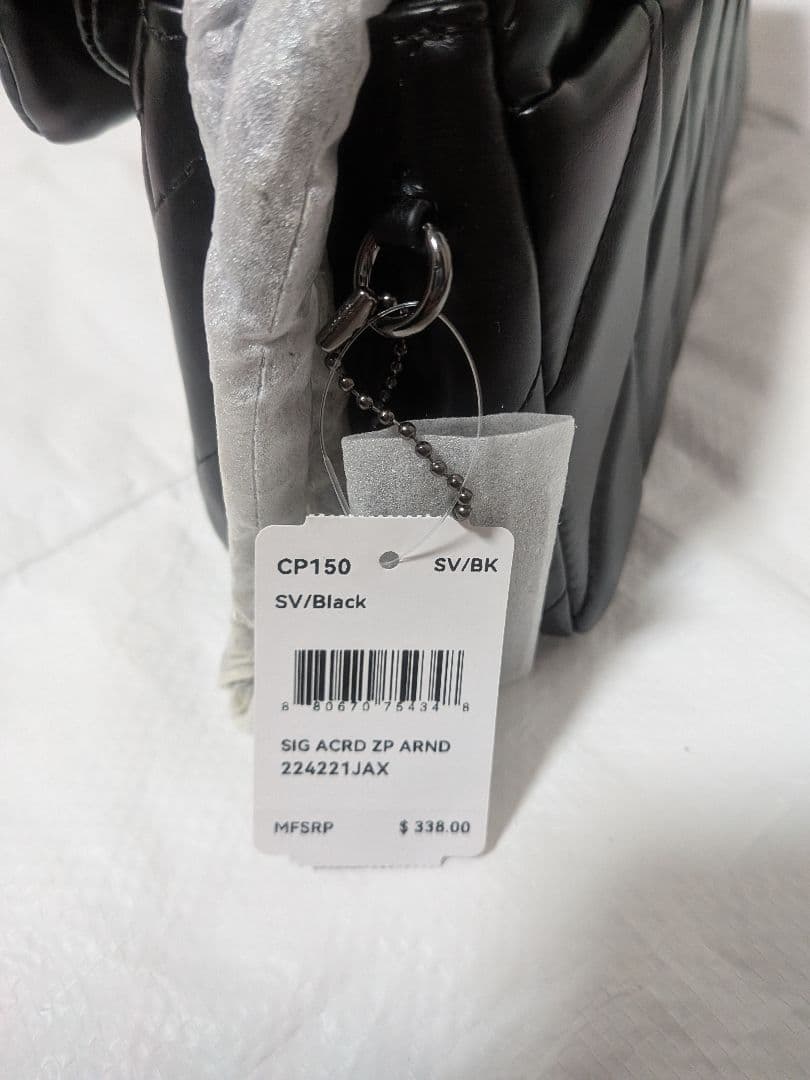 CP150 SV/BK
SV/Black
8 80670 75434 8
SIG ACRD ZP ARND
224221JAX
MFSRP $ 338.00